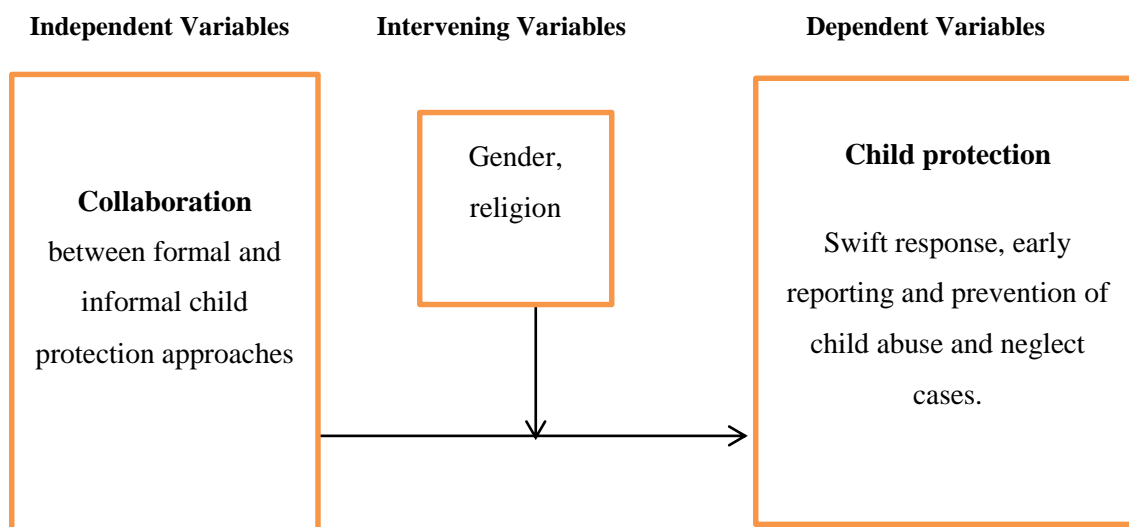 Independent Variables
Intervening Variables
Dependent Variables
Collaboration
between formal and
informal child
protection approaches
Gender,
religion
Child protection
Swift response, early
reporting and prevention of
child abuse and neglect
cases.